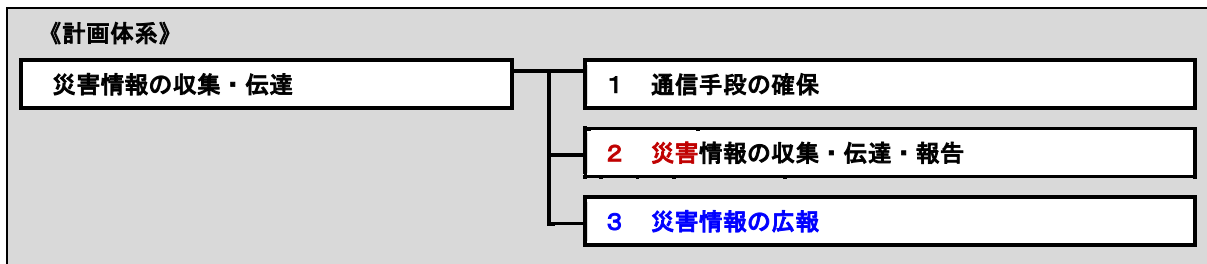 《計画体系》
災害情報の収集・伝達
１　通信手段の確保
２　災害情報の収集・伝達・報告
３　災害情報の広報